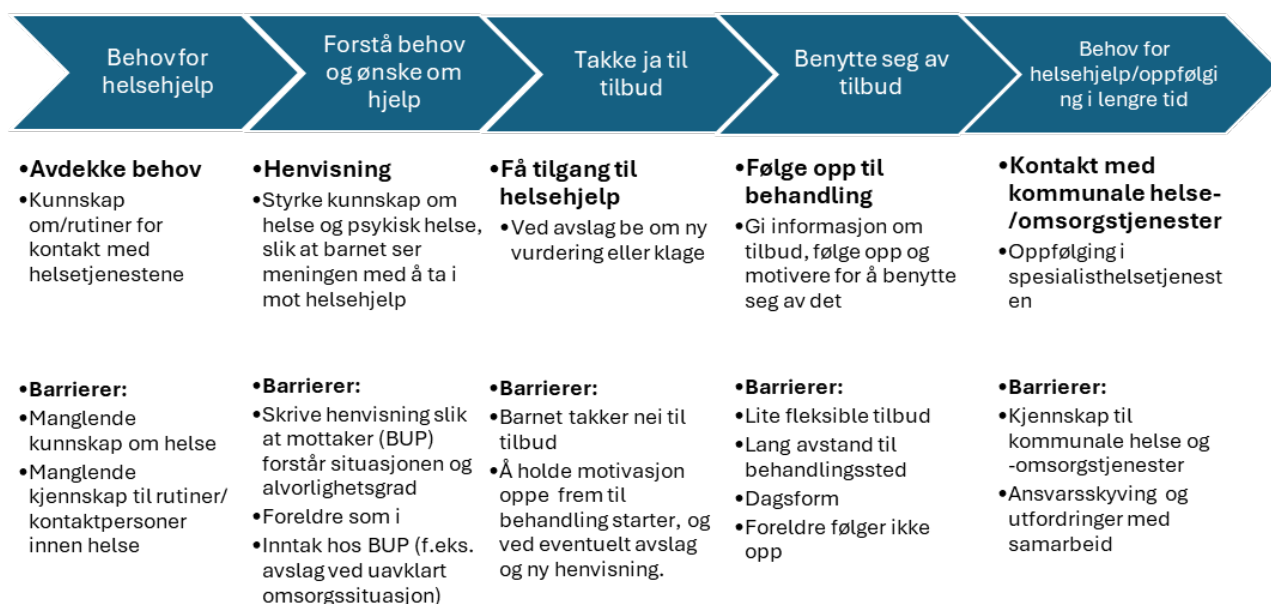 Behov for
helsehjelp
Forstå behov
og ønske om
hjelp
Takke ja til
tilbud
Benytte seg av
tilbud
Behov for
helsehjelp/oppfølgi
ng i lengre tid
•Avdekke behov
•Kunnskap
om/rutiner for
kontakt med
helsetjenestene
•Henvisning
•Styrke kunnskap om
helse og psykisk helse,
slik at barnet ser
meningen med å ta i
mot helsehjelp
•Få tilgang til
helsehjelp
•Ved avslag be om ny
vurdering eller klage
•Følge opp til
behandling
•Gi informasjon om
tilbud, følge opp og
motivere for å benytte
seg av det
•Kontakt med
kommunale helse-
/omsorgstjenester
•Oppfølging i
spesialisthelsetjenest
en
•Barrierer:
•Manglende
kunnskap om helse
•Manglende
kjennskap til rutiner/
kontaktpersoner
innen helse
•Barrierer:
•Skrive henvisning slik
at mottaker (BUP)
forstår situasjonen og
alvorlighetsgrad
•Foreldre som i
•Inntak hos BUP (f.eks.
avslag ved uavklart
omsorgssituasjon)
•Barrierer:
•Barnet takker nei til
tilbud
•Å holde motivasjon
oppe frem til
behandling starter, og
ved eventuelt avslag
og ny henvisning.
•Barrierer:
•Lite fleksible tilbud
•Lang avstand til
behandlingssted
•Dagsform
•Foreldre følger ikke
opp
•Barrierer:
•Kjennskap til
kommunale helse og
-omsorgstjenester
•Ansvarsskyving og
utfordringer med
samarbeid